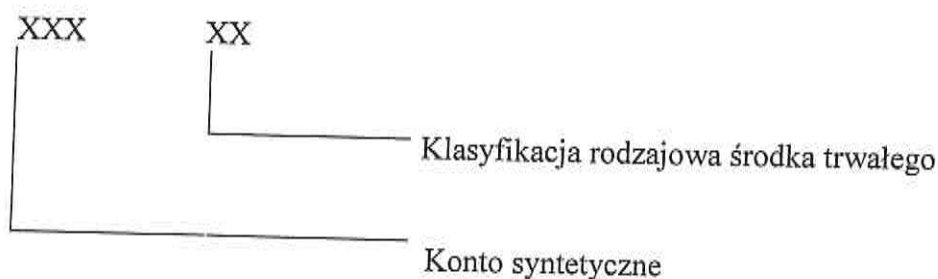 XXX XX
Klasyfikacja rodzajowa środka trwałego
Konto syntetyczne